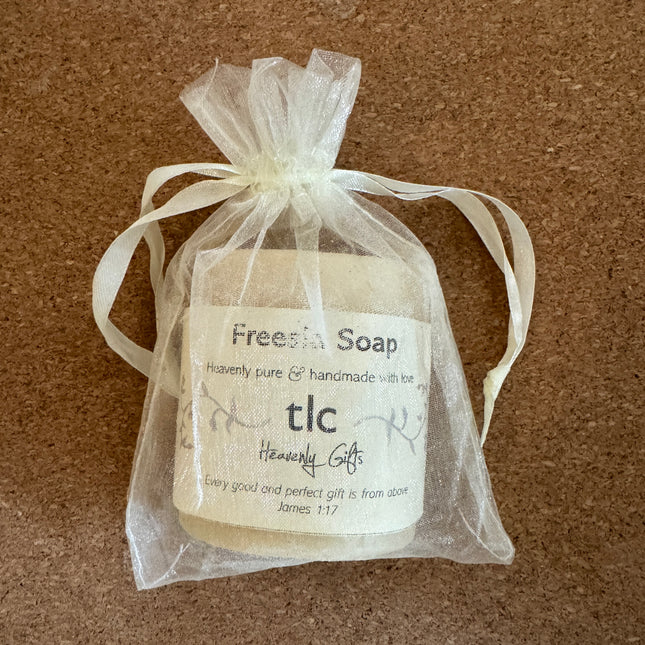 Freesia Soap
Heavenly pure & handmade with love
tlc
Heavenly Gifts
Every good and perfect gift is from above
James 1:17